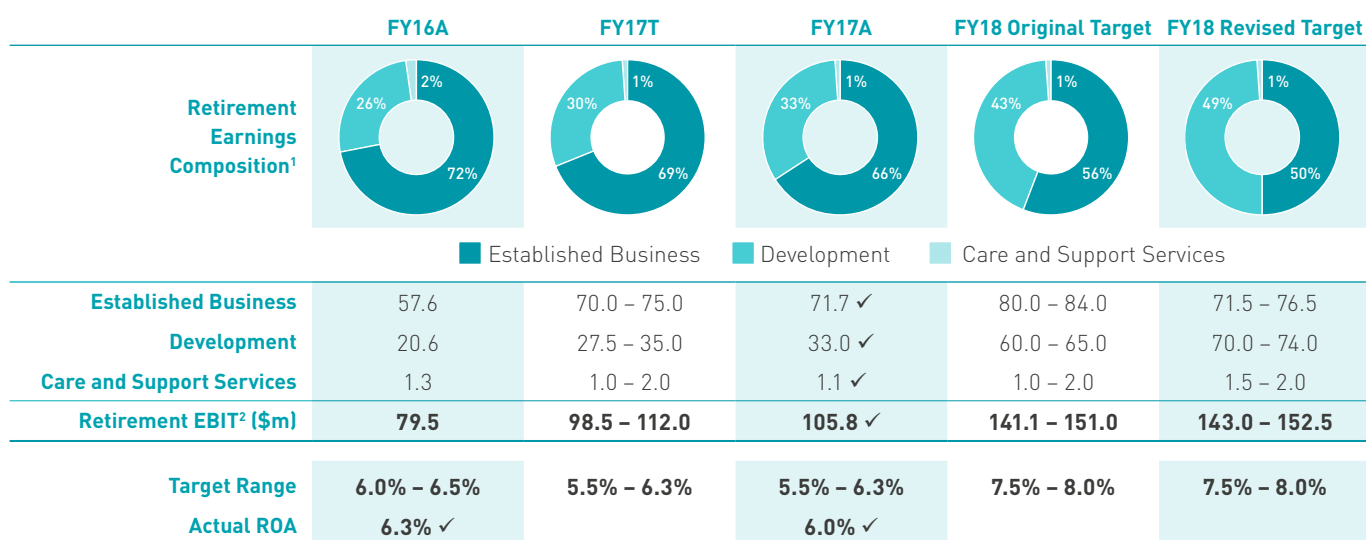 FY16A FY17T FY17A FY18 Original Target FY18 Revised Target
Retirement
Earnings
Composition¹
2% 26% 72%
1% 30% 69%
1% 33% 66%
1% 43% 56%
1% 49% 50%
Established Business Development Care and Support Services
Established Business 57.6 70.0 – 75.0 71.7 ✓ 80.0 – 84.0 71.5 – 76.5
Development 20.6 27.5 – 35.0 33.0 ✓ 60.0 – 65.0 70.0 – 74.0
Care and Support Services 1.3 1.0 – 2.0 1.1 ✓ 1.0 – 2.0 1.5 – 2.0
Retirement EBIT² ($m) 79.5 98.5 – 112.0 105.8 ✓ 141.1 – 151.0 143.0 – 152.5
Target Range 6.0% – 6.5% 5.5% – 6.3% 5.5% – 6.3% 7.5% – 8.0% 7.5% – 8.0%
Actual ROA 6.3% ✓ 6.0% ✓